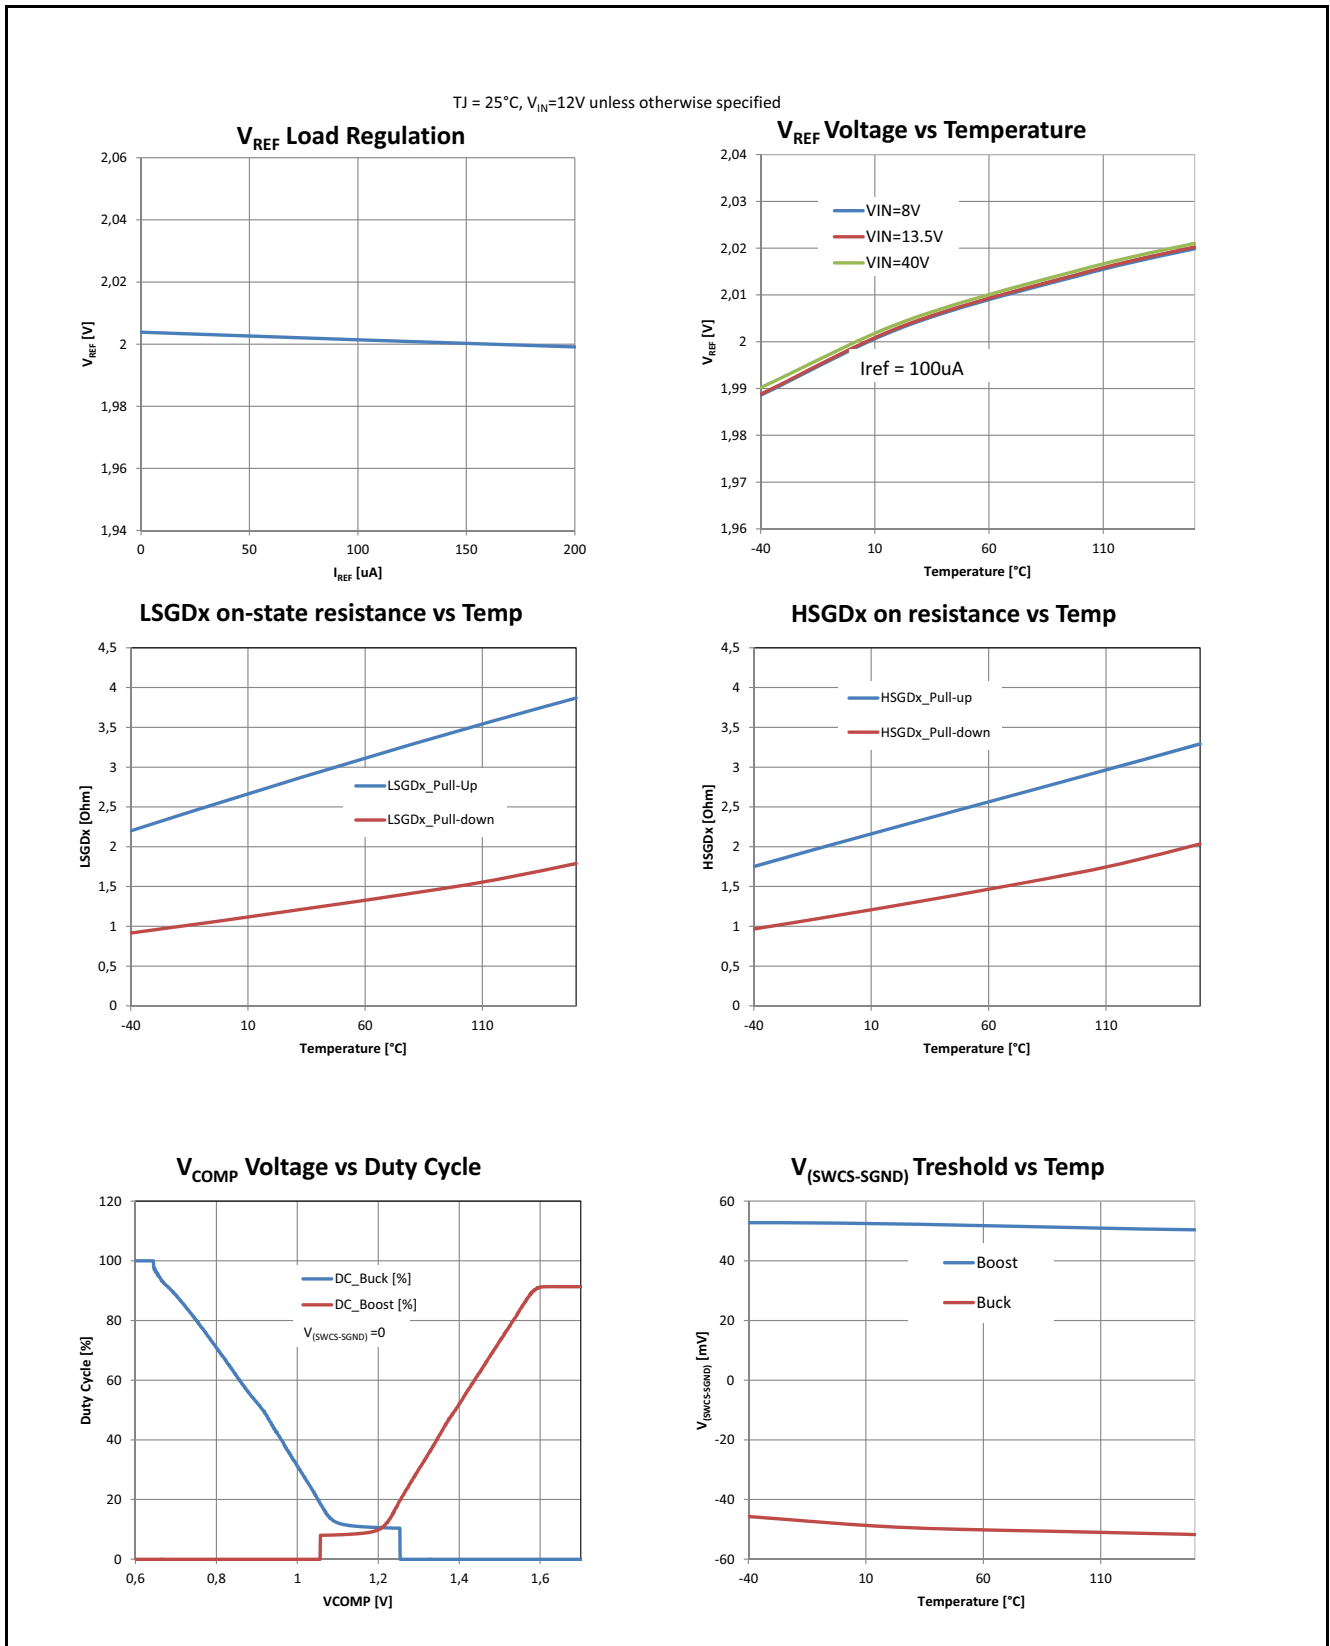 TJ = 25°C, VIN=12V unless otherwise specified
VREF Load Regulation
2,06
2,04
2,02
2
1,98
1,96
1,94
VREF [V]
0 50 100 150 200
IREF [uA]
VREF Voltage vs Temperature
2,04
2,03
2,02
2,01
2
1,99
1,98
1,97
1,96
VREF [V]
VIN=8V
VIN=13.5V
VIN=40V
Iref = 100uA
-40 10 60 110
Temperature [°C]
LSGDx on-state resistance vs Temp
4,5
4
3,5
3
2,5
2
1,5
1
0,5
0
LSGDx [Ohm]
LSGDx_Pull-Up
LSGDx_Pull-down
-40 10 60 110
Temperature [°C]
HSGDx on resistance vs Temp
4,5
4
3,5
3
2,5
2
1,5
1
0,5
0
HSGDx [Ohm]
HSGDx_Pull-up
HSGDx_Pull-down
-40 10 60 110
Temperature [°C]
VCOMP Voltage vs Duty Cycle
120
100
80
60
40
20
0
Duty Cycle [%]
DC_Buck [%]
DC_Boost [%]
V(SWCS-SGND) =0
0,6 0,8 1 1,2 1,4 1,6
VCOMP [V]
V(SWCS-SGND) Treshold vs Temp
60
40
20
0
-20
-40
-60
V(SWCS-SGND) [mV]
Boost
Buck
-40 10 60 110
Temperature [°C]